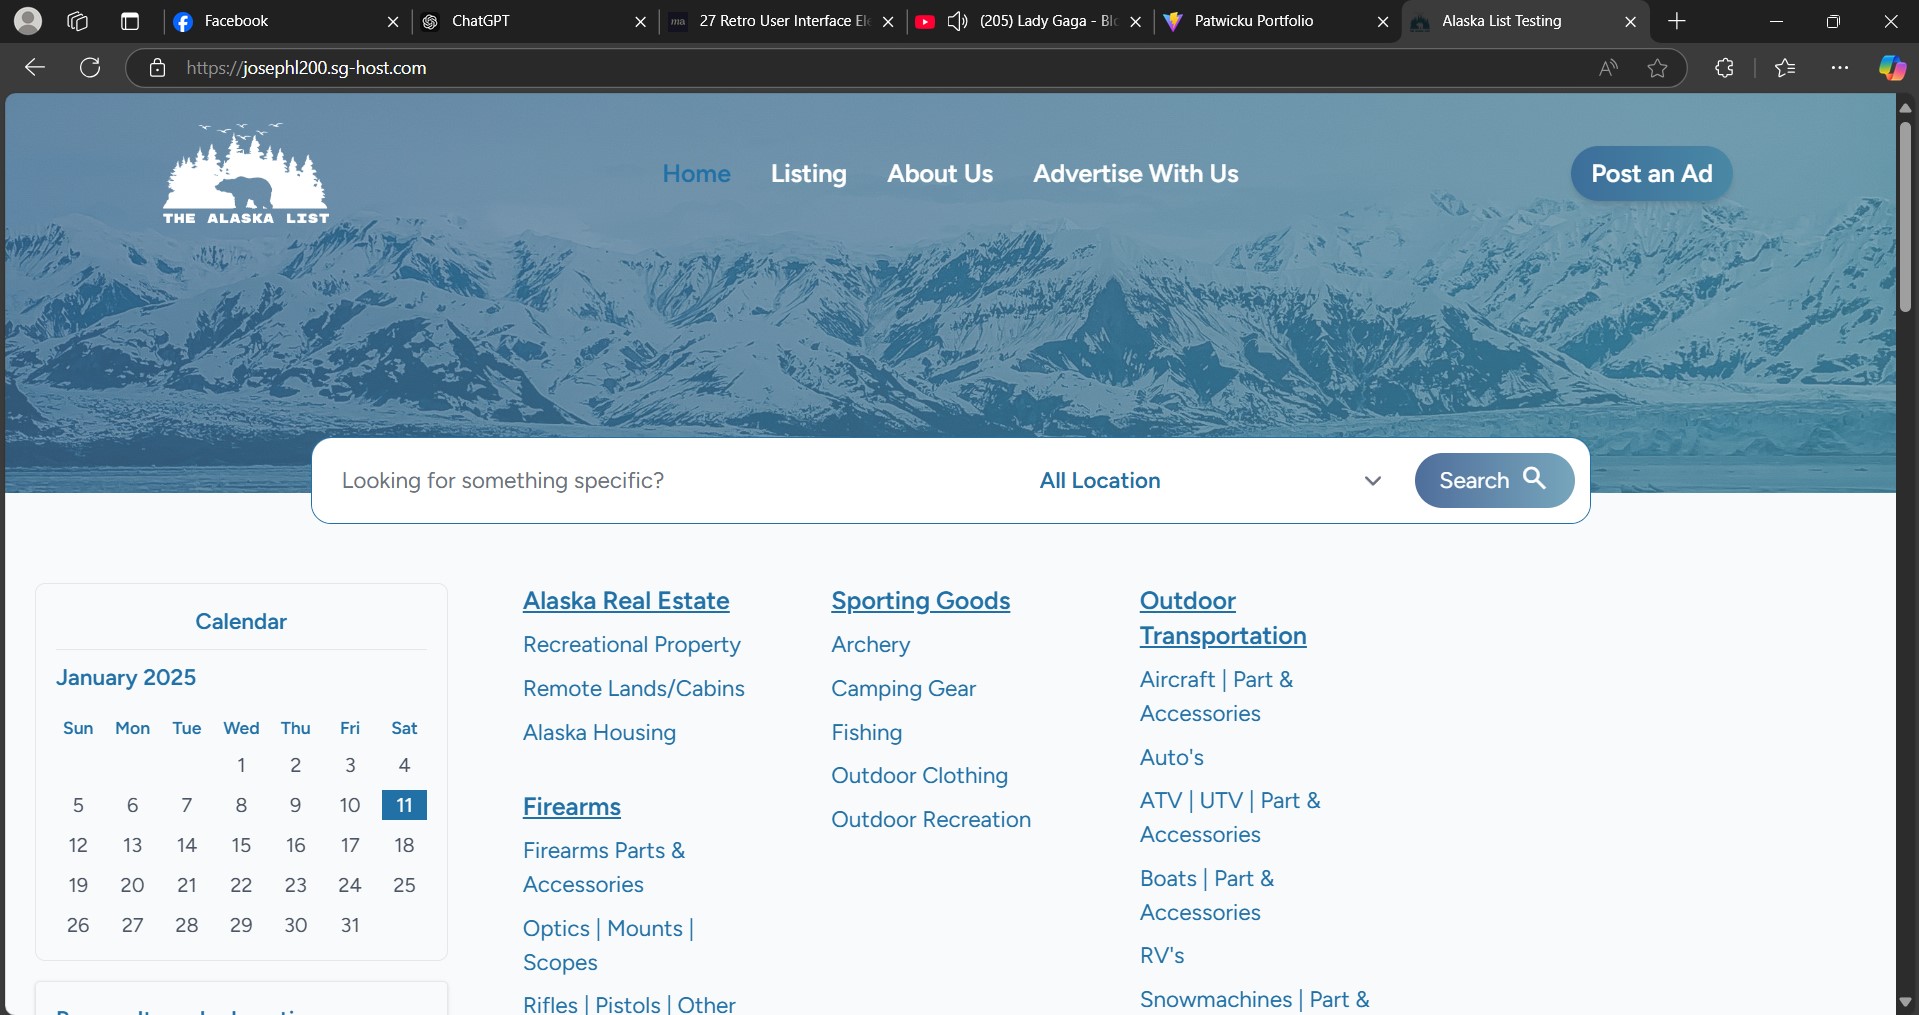 Facebook
ChatGPT
ma
27 Retro User Interface Ele
(205) Lady Gaga - Blo
Patwicku Portfolio
Alaska List Testing
https://josephl200.sg-host.com
THE ALASKA LIST
Home
Listing
About Us
Advertise With Us
Post an Ad
Looking for something specific?
All Location
Search
Calendar
January 2025
Sun Mon Tue Wed Thu Fri Sat
1 2 3 4
5 6 7 8 9 10 11
12 13 14 15 16 17 18
19 20 21 22 23 24 25
26 27 28 29 30 31
Alaska Real Estate
Recreational Property
Remote Lands/Cabins
Alaska Housing
Firearms
Firearms Parts &
Accessories
Optics | Mounts |
Scopes
Rifles | Pistols | Other
Sporting Goods
Archery
Camping Gear
Fishing
Outdoor Clothing
Outdoor Recreation
Outdoor
Transportation
Aircraft | Part &
Accessories
Auto's
ATV | UTV | Part &
Accessories
Boats | Part &
Accessories
RV's
Snowmachines | Part &